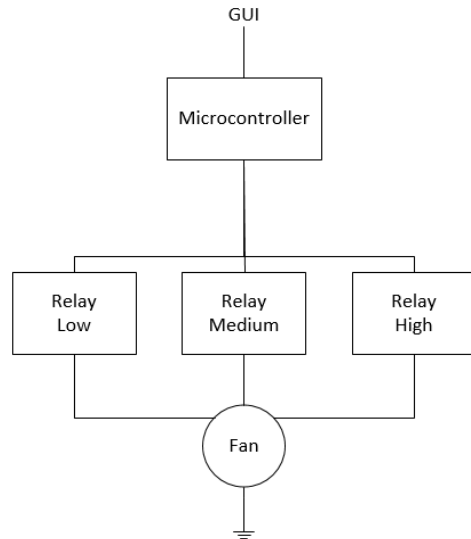 GUI
Microcontroller
Relay
Low
Relay
Medium
Relay
High
Fan